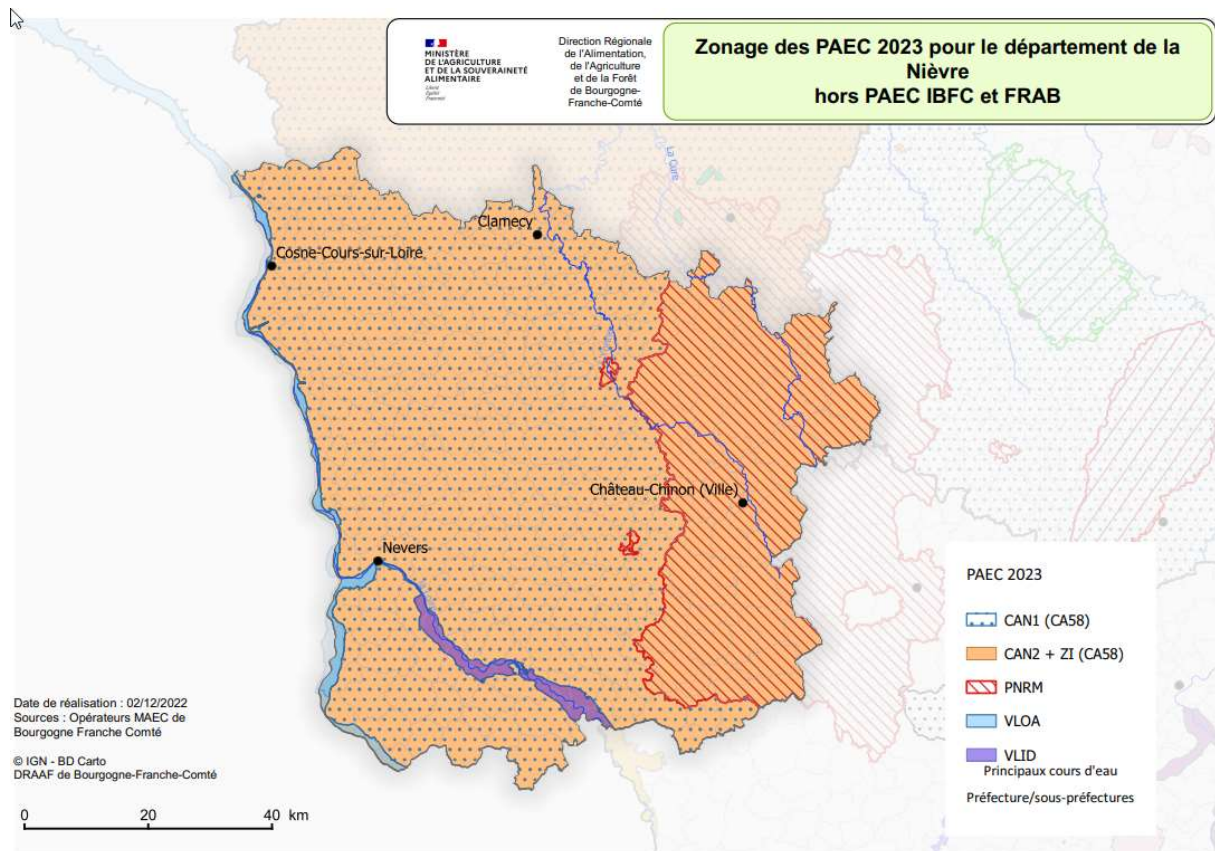 MINISTÈRE
DE L'AGRICULTURE
ET DE LA SOUVERAINETÉ
ALIMENTAIRE
Liberté
Égalité
Fraternité
Direction Régionale
de l'Alimentation,
de l'Agriculture
et de la Forêt
de Bourgogne-
Franche-Comté
Zonage des PAEC 2023 pour le département de la
Nièvre
hors PAEC IBFC et FRAB
La Cure
Clamecy
Cosne-Cours-sur-Loire
Château-Chinon (Ville)
Nevers
PAEC 2023
CAN1 (CA58)
CAN2 + ZI (CA58)
PNRM
VLOA
VLID
Principaux cours d'eau
Préfecture/sous-préfectures
Date de réalisation : 02/12/2022
Sources : Opérateurs MAEC de
Bourgogne Franche Comté
© IGN - BD Carto
DRAAF de Bourgogne-Franche-Comté
0 20 40 km